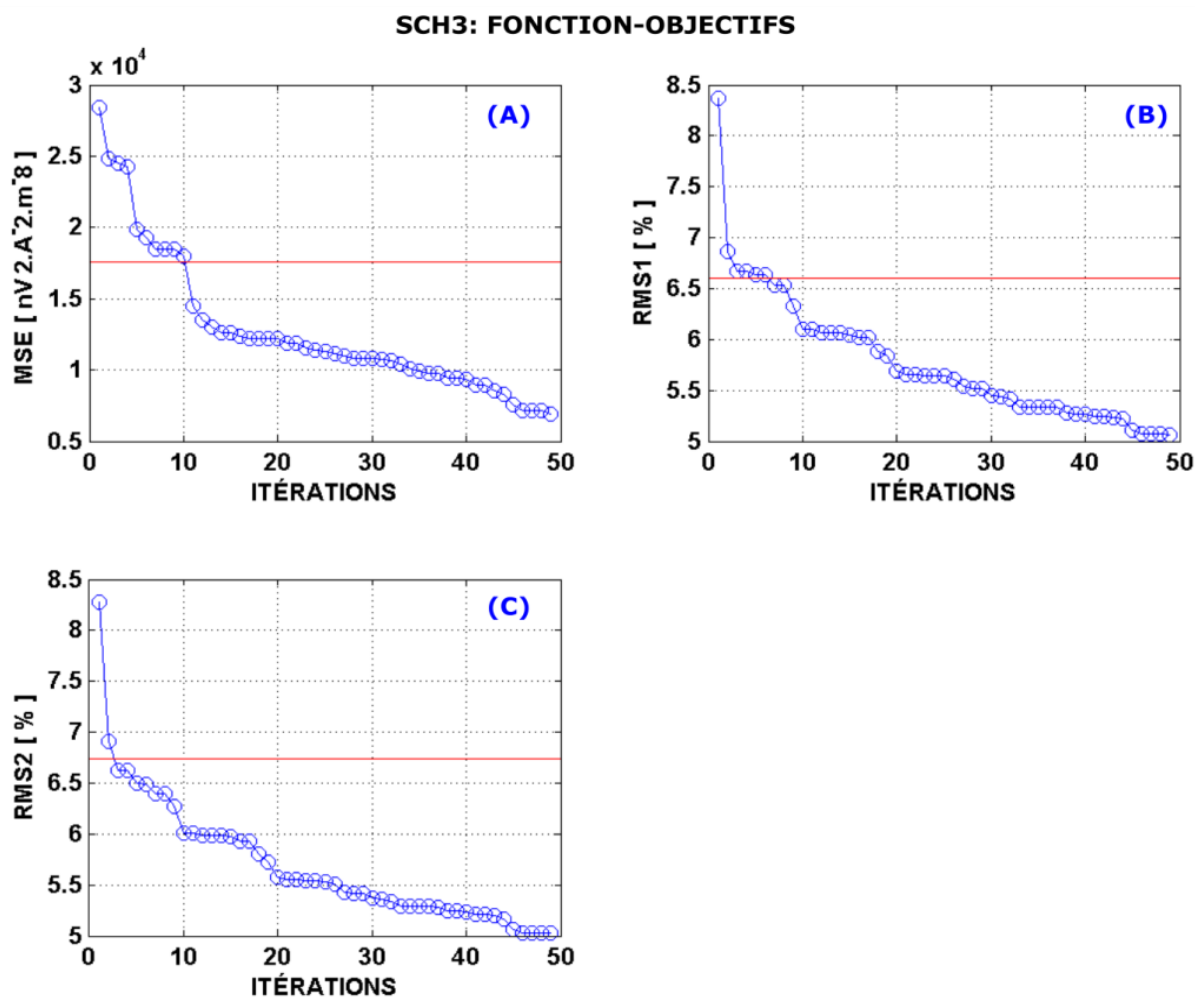 SCH3: FONCTION-OBJECTIFS
x 10⁴
3
2.5
2
1.5
1
0.5
0 10 20 30 40 50
ITÉRATIONS
MSE [ nV 2.A¯2.m¯8 ]
(A)
8.5
8
7.5
7
6.5
6
5.5
5
0 10 20 30 40 50
ITÉRATIONS
RMS1 [ % ]
(B)
8.5
8
7.5
7
6.5
6
5.5
5
0 10 20 30 40 50
ITÉRATIONS
RMS2 [ % ]
(C)